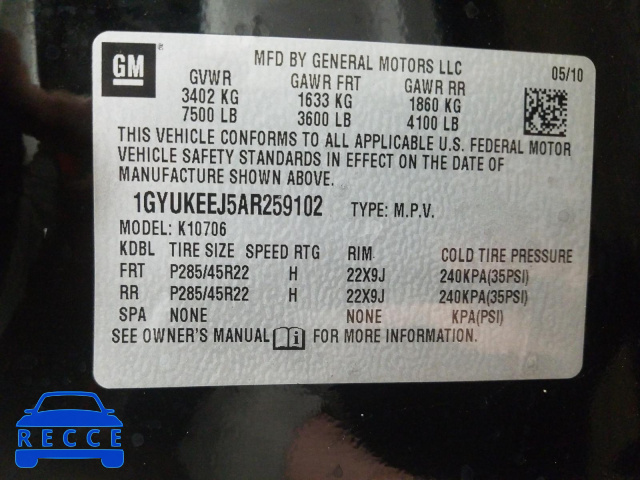 GM
MFD BY GENERAL MOTORS LLC
05/10
GVWR GAWR FRT GAWR RR
3402 KG 1633 KG 1860 KG
7500 LB 3600 LB 4100 LB
THIS VEHICLE CONFORMS TO ALL APPLICABLE U.S. FEDERAL MOTOR
VEHICLE SAFETY STANDARDS IN EFFECT ON THE DATE OF
MANUFACTURE SHOWN ABOVE.
1GYUKEEJ5AR259102 TYPE: M.P.V.
MODEL: K10706
KDBL TIRE SIZE SPEED RTG RIM COLD TIRE PRESSURE
FRT P285/45R22 H 22X9J 240KPA(35PSI)
RR P285/45R22 H 22X9J 240KPA(35PSI)
SPA NONE NONE KPA(PSI)
SEE OWNER'S MANUAL i FOR MORE INFORMATION.
RECCE